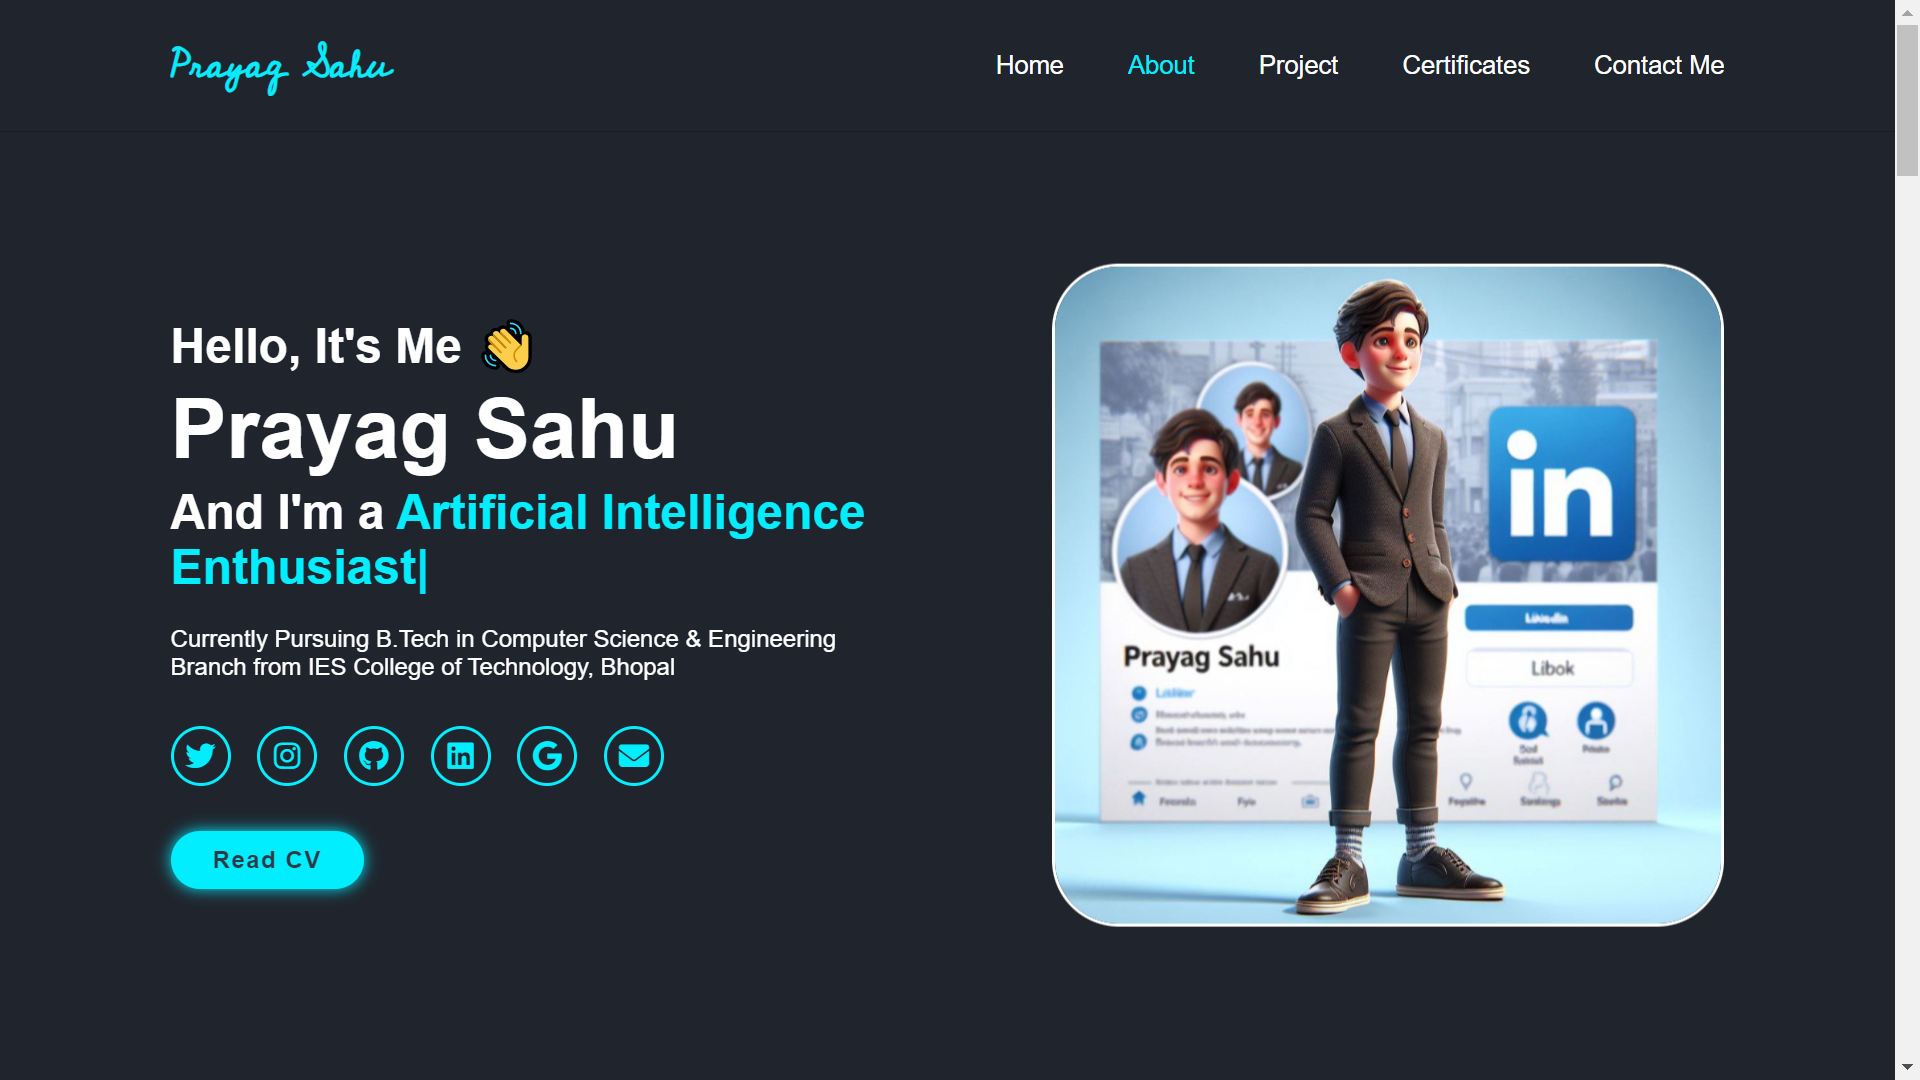 Prayag Sahu
Home About Project Certificates Contact Me
Hello, It's Me 👋
Prayag Sahu
And I'm a Artificial Intelligence
Enthusiast|
Currently Pursuing B.Tech in Computer Science & Engineering
Branch from IES College of Technology, Bhopal
Read CV
in
Prayag Sahu
LinkedIn
Libok